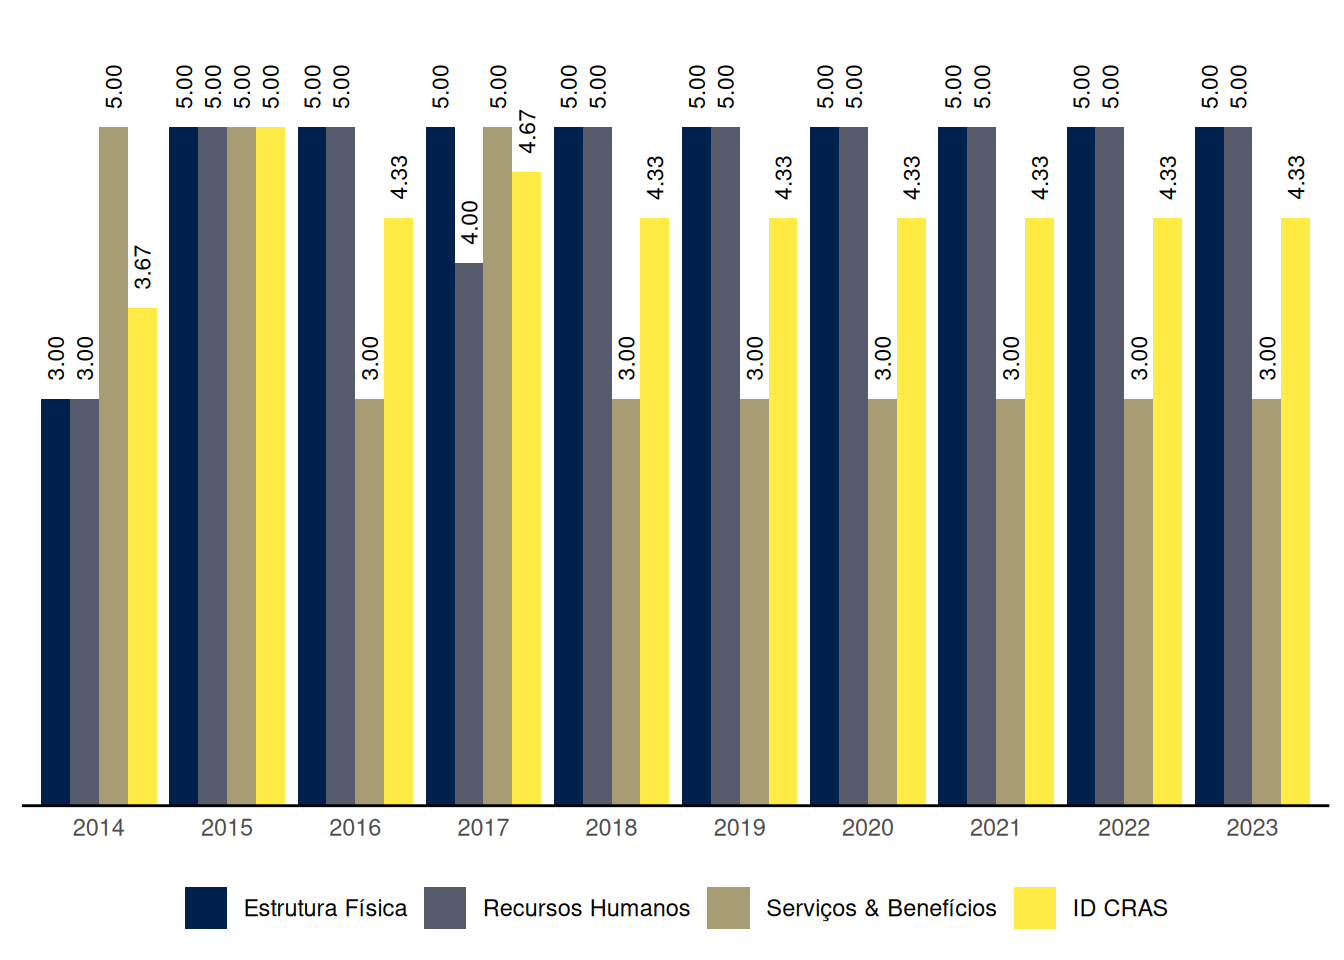 5.00 5.00 5.00 5.00 5.00 5.00 5.00 5.00 5.00 5.00 5.00 5.00 5.00 5.00 5.00 5.00 5.00 5.00 5.00 5.00 5.00
4.67
4.33 4.33 4.33 4.33 4.33 4.33 4.33
4.00
3.67
3.00 3.00 3.00 3.00 3.00 3.00 3.00 3.00 3.00
2014 2015 2016 2017 2018 2019 2020 2021 2022 2023
Estrutura Física Recursos Humanos Serviços & Benefícios ID CRAS